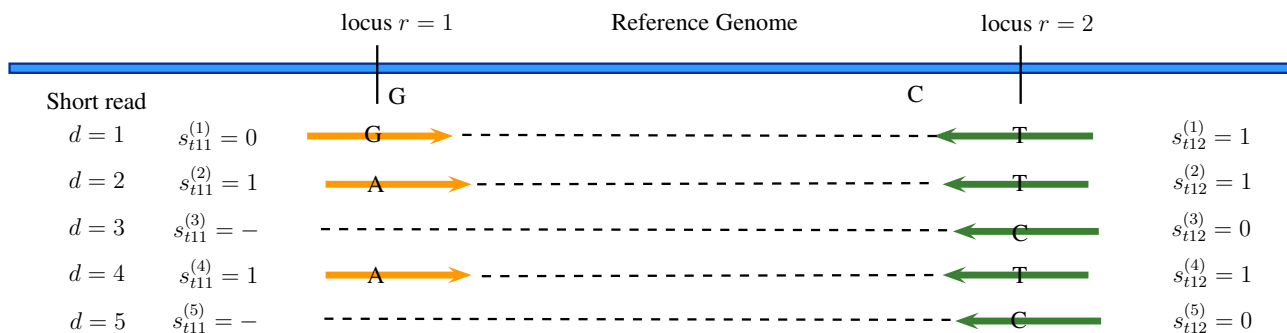 locus r = 1 Reference Genome locus r = 2
G C
Short read
d = 1 s_{t11}^{(1)} = 0 G T s_{t12}^{(1)} = 1
d = 2 s_{t11}^{(2)} = 1 A T s_{t12}^{(2)} = 1
d = 3 s_{t11}^{(3)} = − C s_{t12}^{(3)} = 0
d = 4 s_{t11}^{(4)} = 1 A T s_{t12}^{(4)} = 1
d = 5 s_{t11}^{(5)} = − C s_{t12}^{(5)} = 0